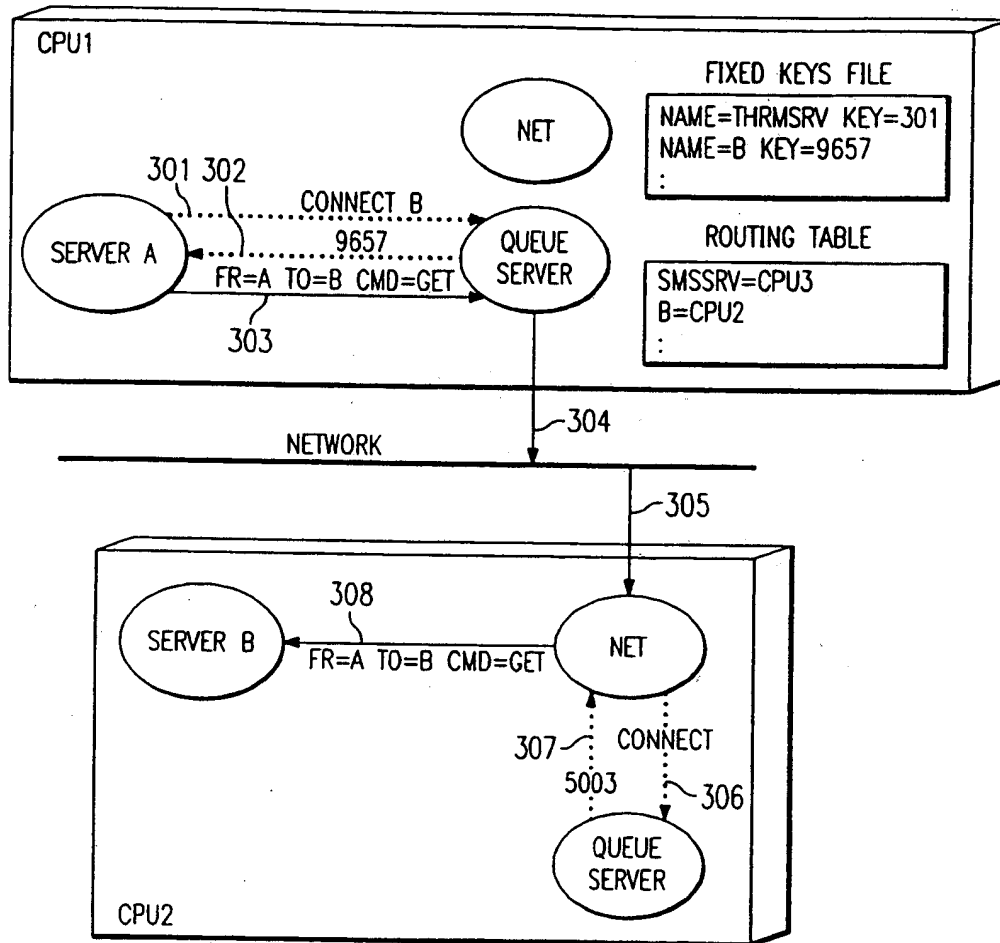 CPU1
FIXED KEYS FILE
NAME=THRMSRV KEY=301
NAME=B KEY=9657
:
NET
301 302
CONNECT B
SERVER A
9657
QUEUE
SERVER
FR=A TO=B CMD=GET
303
ROUTING TABLE
SMSSRV=CPU3
B=CPU2
:
304
NETWORK
305
308
SERVER B
FR=A TO=B CMD=GET
NET
307
CONNECT
5003
306
QUEUE
SERVER
CPU2